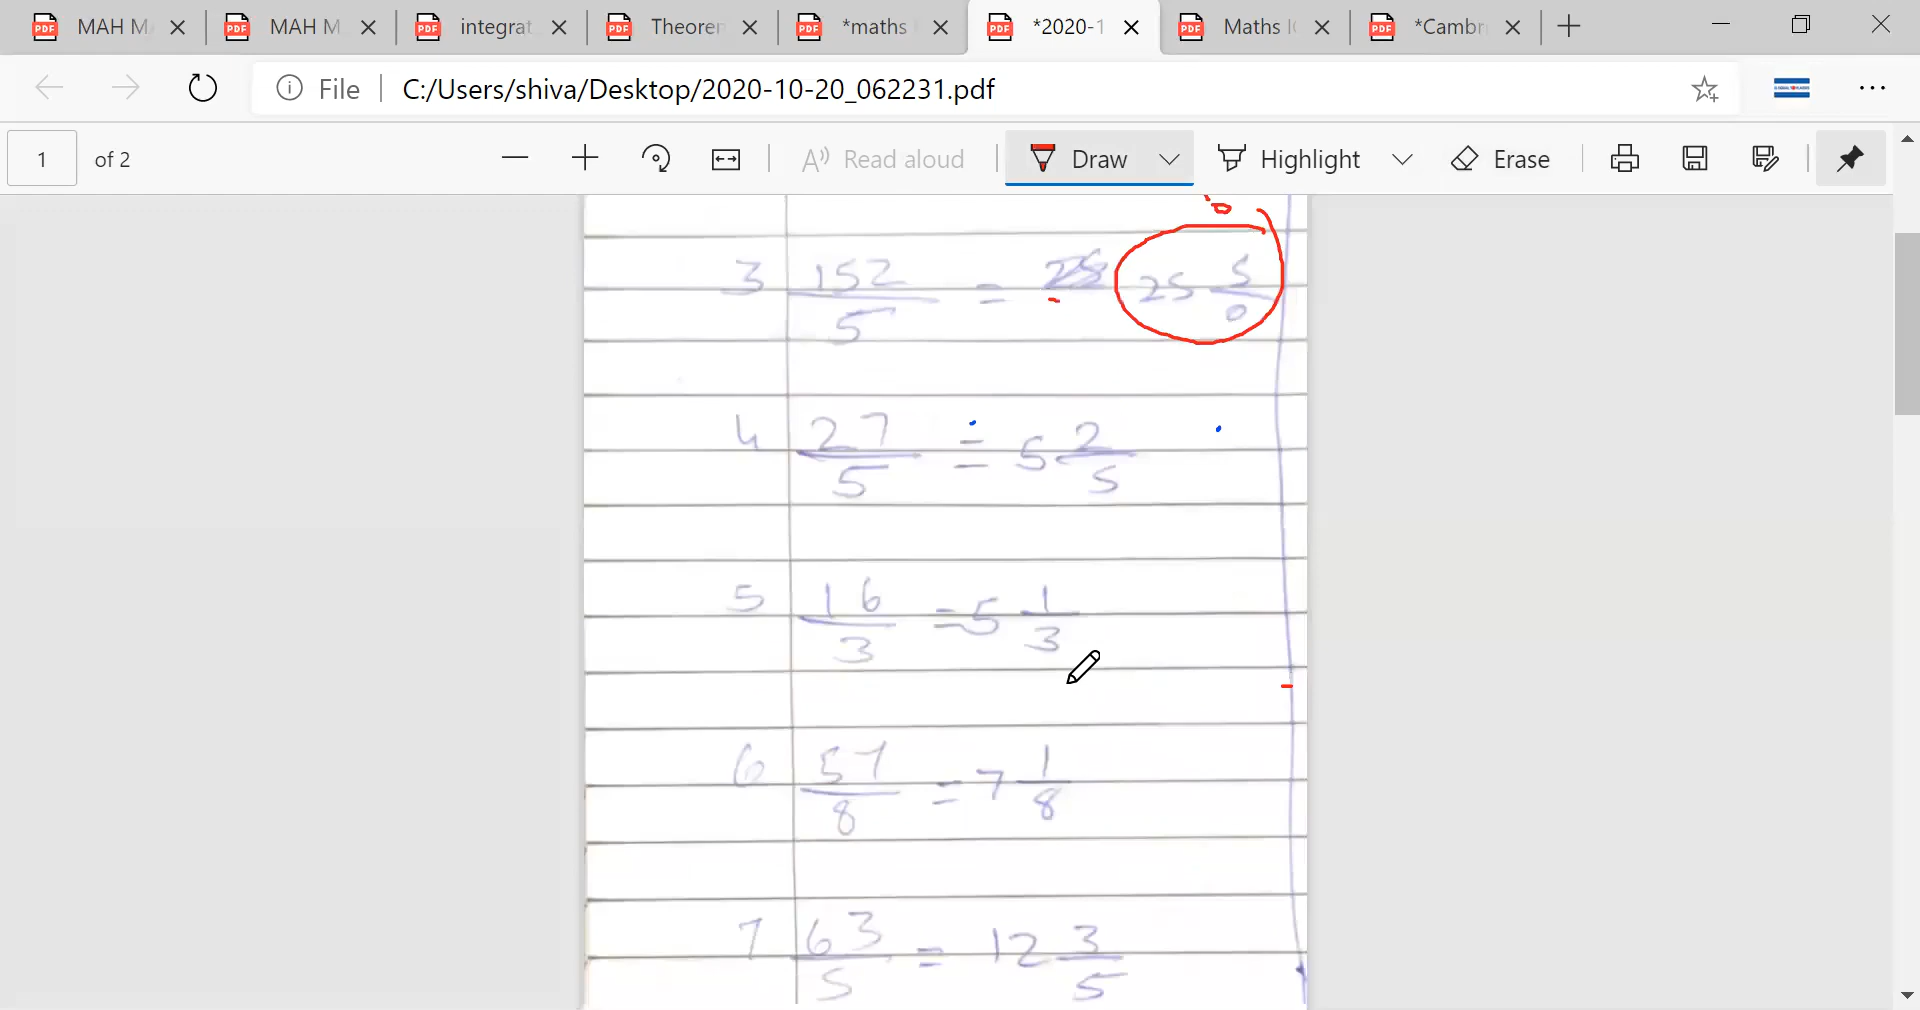 MAH M
MAH M
integrat
Theorem
*maths
*2020-1
Maths I
*Cambr
File
C:/Users/shiva/Desktop/2020-10-20_062231.pdf
1 of 2
Read aloud
Draw
Highlight
Erase
3 152/5 = 25 25 5/0
4 27/5 = 5 2/5
5 16/3 = 5 1/3
6 57/8 = 7 1/8
7 63/5 = 12 3/5